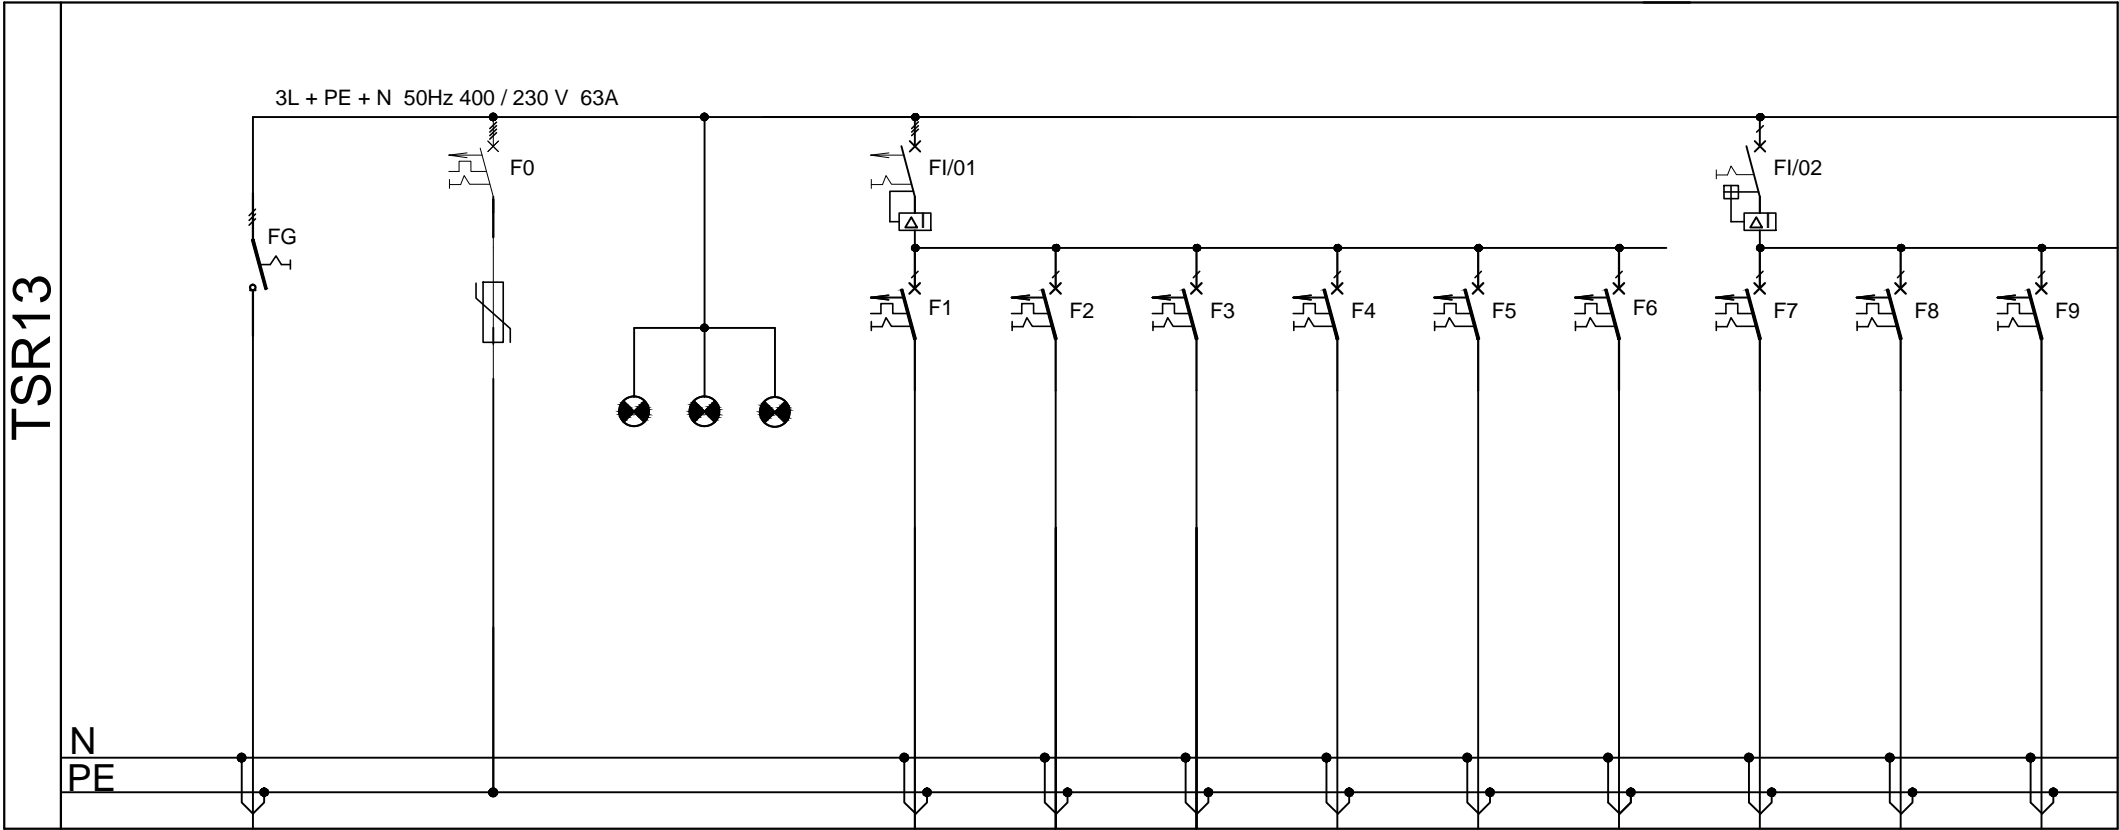 TSR13
3L + PE + N 50Hz 400 / 230 V 63A
F0
FI/01
FI/02
FG
I
I
F1
F2
F3
F4
F5
F6
F7
F8
F9
N
PE